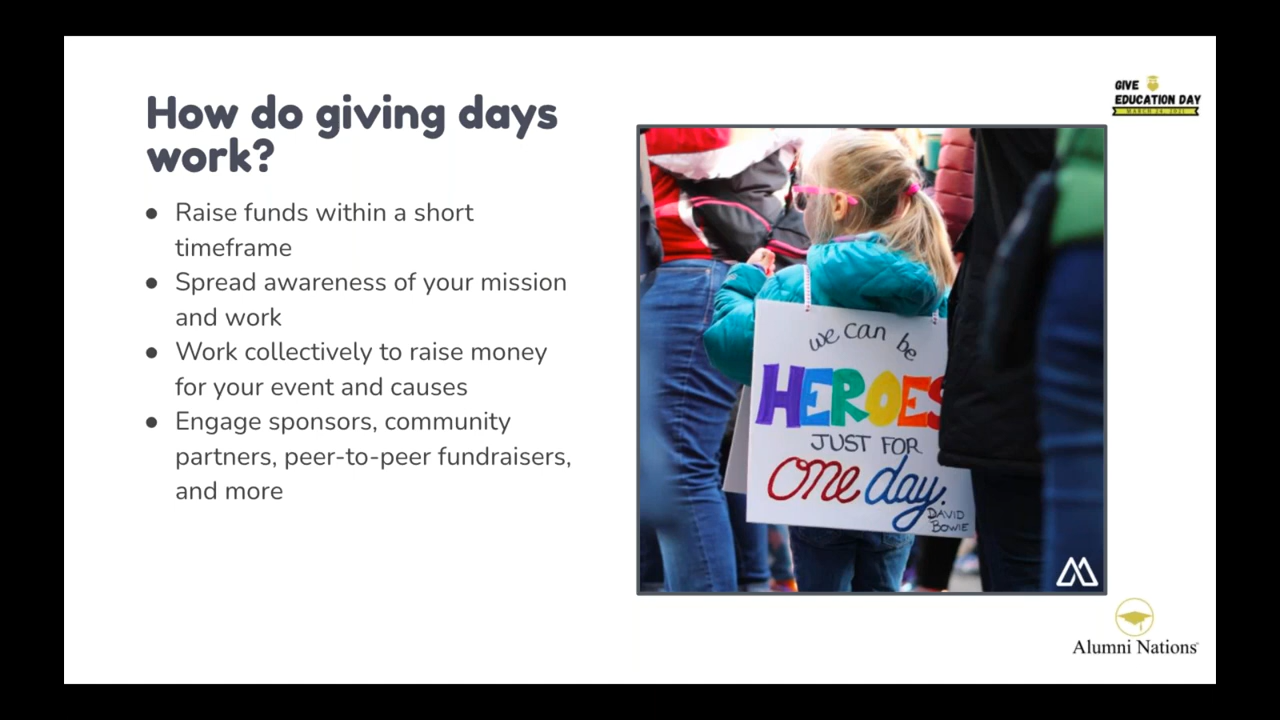 How do giving days
work?
● Raise funds within a short
timeframe
● Spread awareness of your mission
and work
● Work collectively to raise money
for your event and causes
● Engage sponsors, community
partners, peer-to-peer fundraisers,
and more
we can be
HEROES
JUST FOR
one day.
DAVID
BOWIE
GIVE
EDUCATION DAY
Alumni Nations